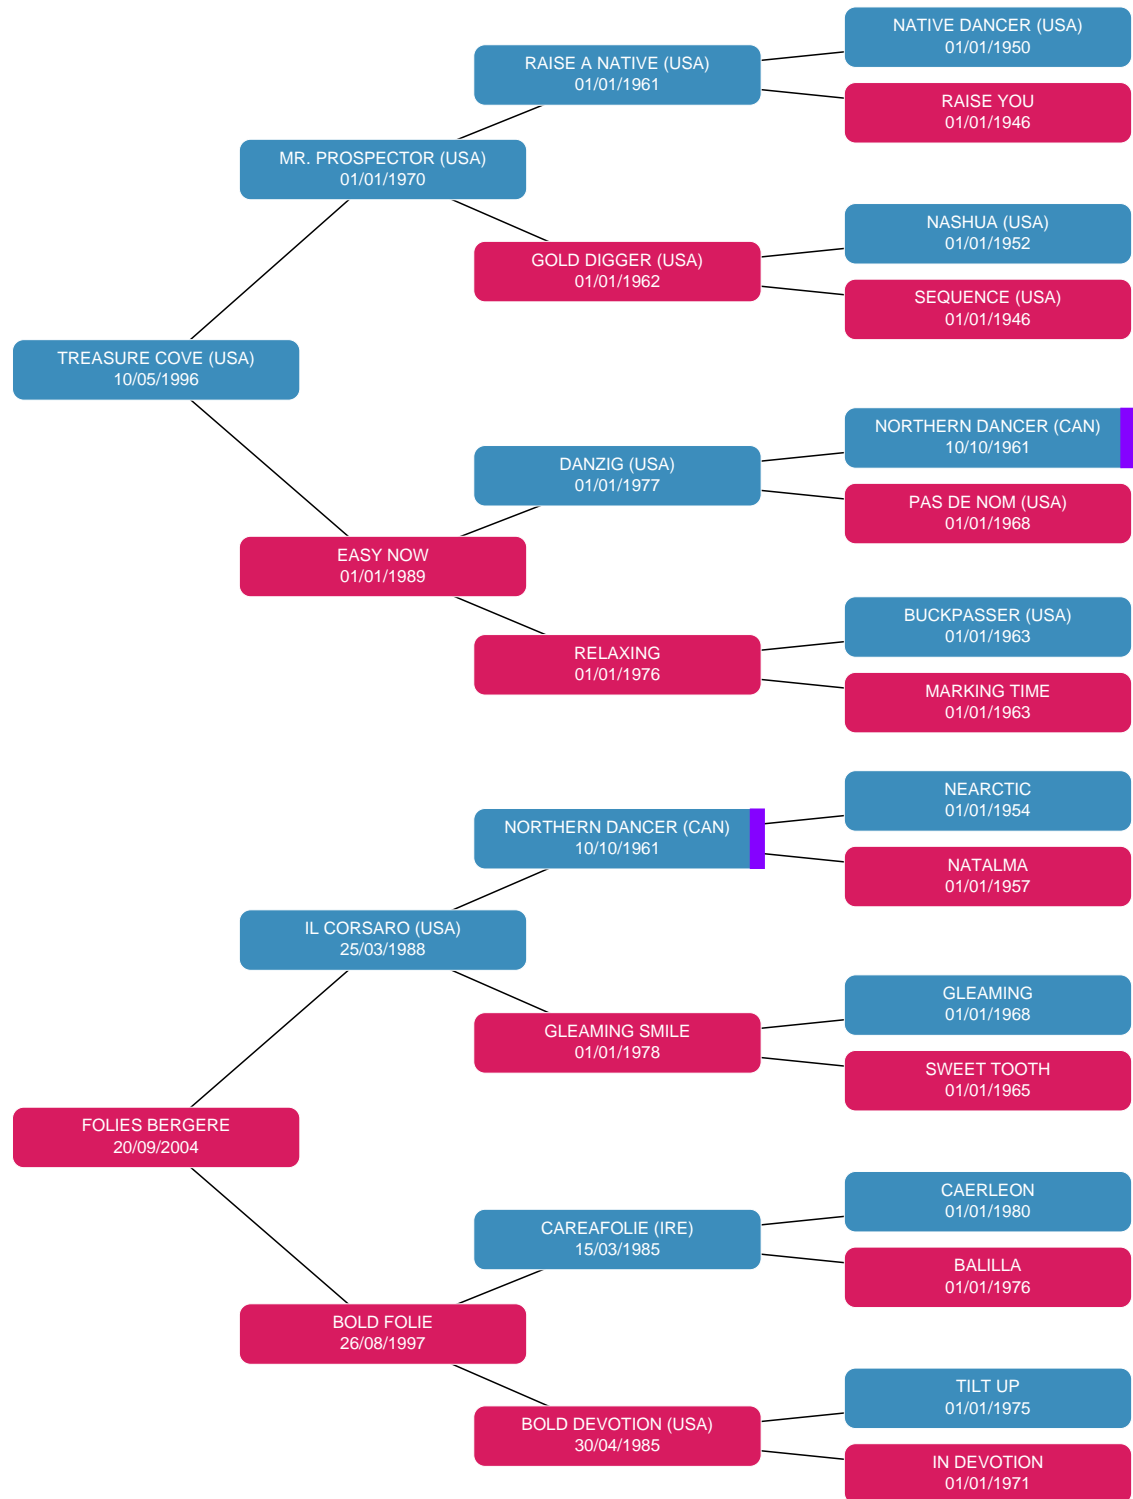 NATIVE DANCER (USA)
01/01/1950
RAISE A NATIVE (USA)
01/01/1961
RAISE YOU
01/01/1946
MR. PROSPECTOR (USA)
01/01/1970
NASHUA (USA)
01/01/1952
GOLD DIGGER (USA)
01/01/1962
SEQUENCE (USA)
01/01/1946
TREASURE COVE (USA)
10/05/1996
NORTHERN DANCER (CAN)
10/10/1961
DANZIG (USA)
01/01/1977
PAS DE NOM (USA)
01/01/1968
EASY NOW
01/01/1989
BUCKPASSER (USA)
01/01/1963
RELAXING
01/01/1976
MARKING TIME
01/01/1963
NEARCTIC
01/01/1954
NORTHERN DANCER (CAN)
10/10/1961
NATALMA
01/01/1957
IL CORSARO (USA)
25/03/1988
GLEAMING
01/01/1968
GLEAMING SMILE
01/01/1978
SWEET TOOTH
01/01/1965
FOLIES BERGERE
20/09/2004
CAERLEON
01/01/1980
CAREAFOLIE (IRE)
15/03/1985
BALILLA
01/01/1976
BOLD FOLIE
26/08/1997
TILT UP
01/01/1975
BOLD DEVOTION (USA)
30/04/1985
IN DEVOTION
01/01/1971